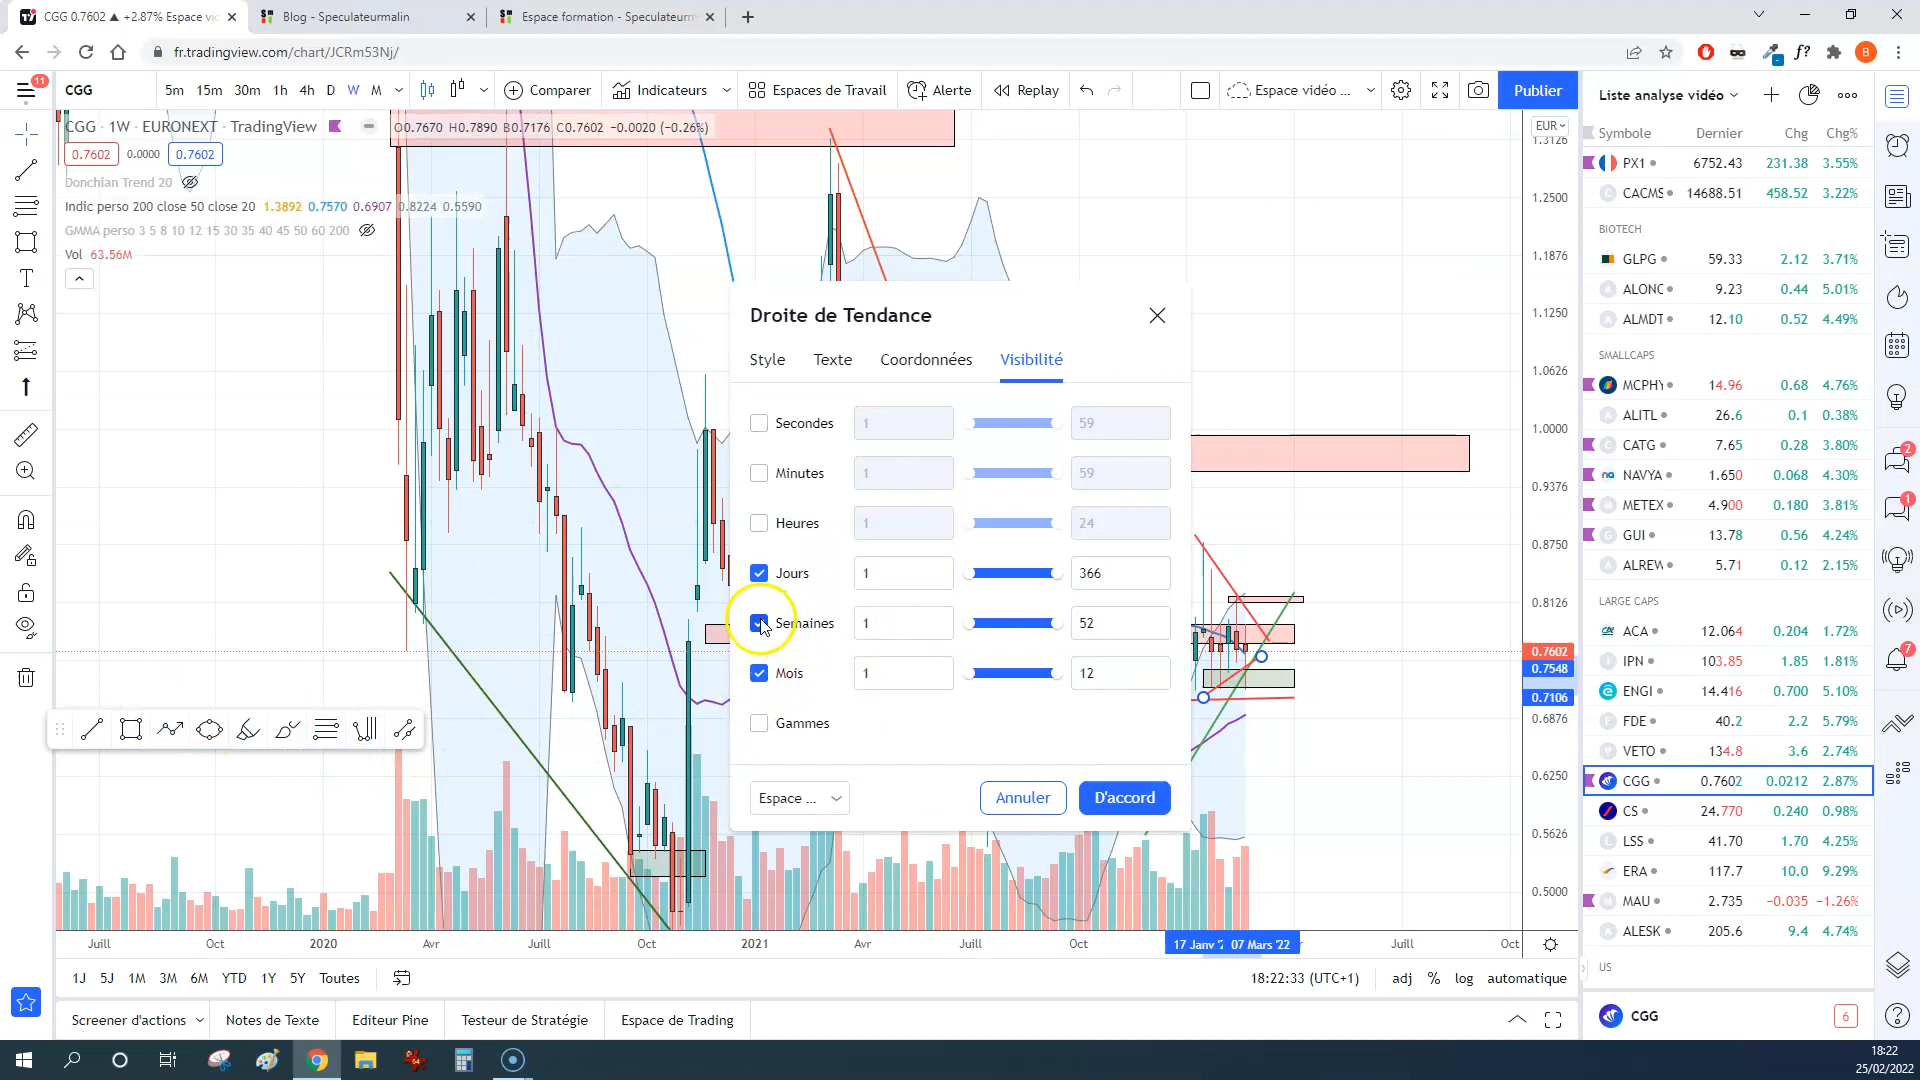 CGG 0.7602 ▲ +2.87% Espace vi
Blog - Speculateurmalin
Espace formation - Speculateurm
fr.tradingview.com/chart/JCRm53Nj/
11
CGG
5m 15m 30m 1h 4h D W M
Comparer
Indicateurs
Espaces de Travail
Alerte
Replay
Espace vidéo ...
Publier
CGG · 1W · EURONEXT · TradingView
O0.7670 H0.7890 B0.7176 C0.7602 −0.0020 (−0.26%)
0.7602 0.0000 0.7602
Donchian Trend 20
Indic perso 200 close 50 close 20 1.3892 0.7570 0.6907 0.8224 0.5590
GMMA perso 3 5 8 10 12 15 30 35 40 45 50 60 200
Vol 63.56M
Droite de Tendance
Style Texte Coordonnées Visibilité
Secondes 1 59
Minutes 1 59
Heures 1 24
Jours 1 366
Semaines 1 52
Mois 1 12
Gammes
Espace ...
Annuler
D'accord
EUR
1.3126
1.2500
1.1876
1.1250
1.0626
1.0000
0.9376
0.8750
0.8126
0.7602
0.7548
0.7106
0.6876
0.6250
0.5626
0.5000
Juill Oct 2020 Avr Juill Oct 2021 Avr Juill Oct 17 Janv '2 07 Mars '22 Juill Oct
1J 5J 1M 3M 6M YTD 1Y 5Y Toutes
18:22:33 (UTC+1) adj % log automatique
Screener d'actions Notes de Texte Editeur Pine Testeur de Stratégie Espace de Trading
Liste analyse vidéo
Symbole Dernier Chg Chg%
PX1 6752.43 231.38 3.55%
CACMS 14688.51 458.52 3.22%
BIOTECH
GLPG 59.33 2.12 3.71%
ALONC 9.23 0.44 5.01%
ALMDT 12.10 0.52 4.49%
SMALLCAPS
MCPHY 14.96 0.68 4.76%
ALITL 26.6 0.1 0.38%
CATG 7.65 0.28 3.80%
NAVYA 1.650 0.068 4.30%
METEX 4.900 0.180 3.81%
GUI 13.78 0.56 4.24%
ALREW 5.71 0.12 2.15%
LARGE CAPS
ACA 12.064 0.204 1.72%
IPN 103.85 1.85 1.81%
ENGI 14.416 0.700 5.10%
FDE 40.2 2.2 5.79%
VETO 134.8 3.6 2.74%
CGG 0.7602 0.0212 2.87%
CS 24.770 0.240 0.98%
LSS 41.70 1.70 4.25%
ERA 117.7 10.0 9.29%
MAU 2.735 −0.035 −1.26%
ALESK 205.6 9.4 4.74%
US
CGG 6
2
1
7
18:22
25/02/2022